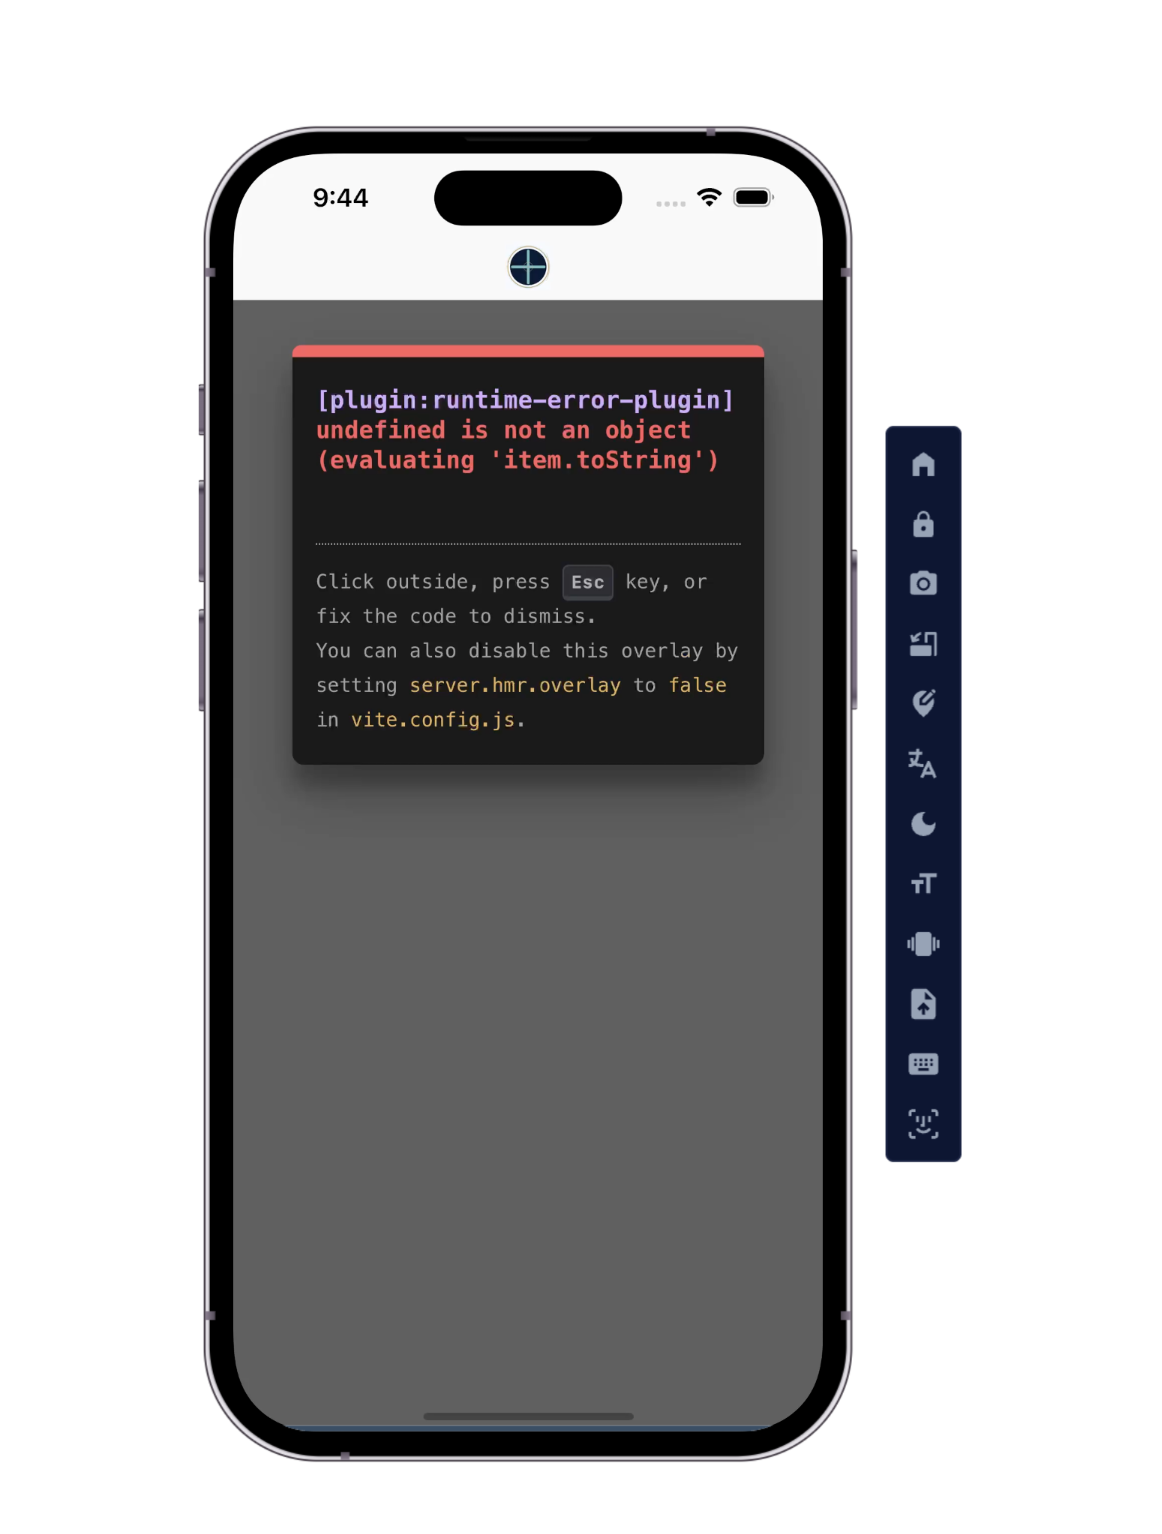 9:44
[plugin:runtime-error-plugin]
undefined is not an object
(evaluating 'item.toString')
Click outside, press Esc key, or
fix the code to dismiss.
You can also disable this overlay by
setting server.hmr.overlay to false
in vite.config.js.